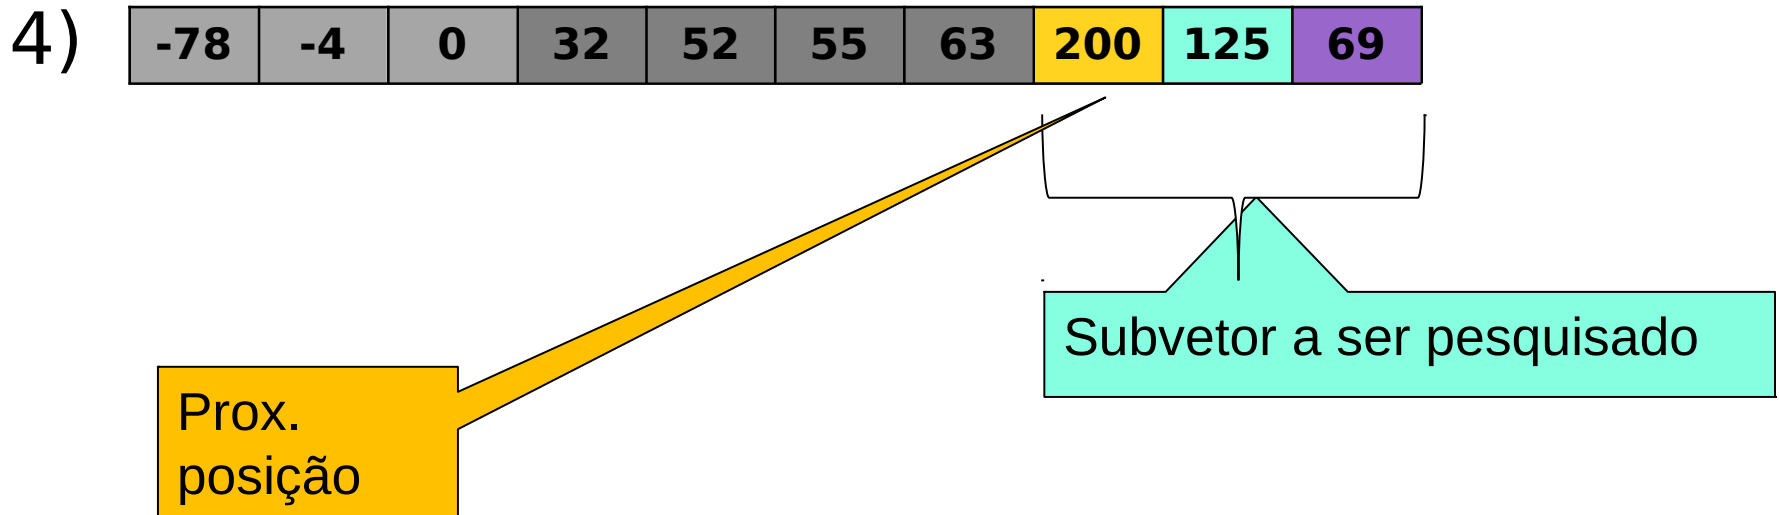 4) -78 -4 0 32 52 55 63 200 125 69
Subvetor a ser pesquisado
Prox.
posição